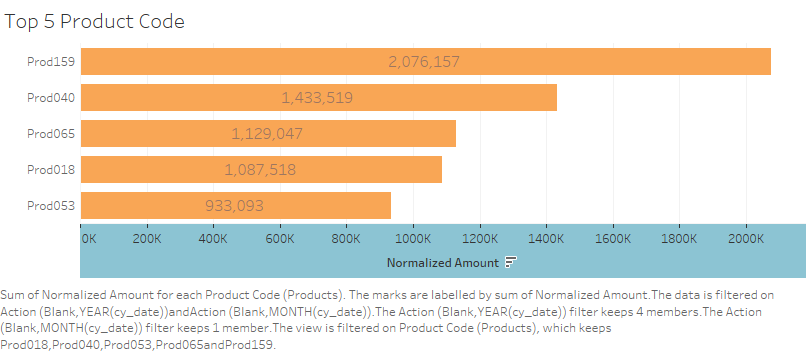 Top 5 Product Code
Prod159 2,076,157
Prod040 1,433,519
Prod065 1,129,047
Prod018 1,087,518
Prod053 933,093
0K 200K 400K 600K 800K 1000K 1200K 1400K 1600K 1800K 2000K
Normalized Amount
Sum of Normalized Amount for each Product Code (Products). The marks are labelled by sum of Normalized Amount.The data is filtered on
Action (Blank,YEAR(cy_date))andAction (Blank,MONTH(cy_date)).The Action (Blank,YEAR(cy_date)) filter keeps 4 members.The Action
(Blank,MONTH(cy_date)) filter keeps 1 member.The view is filtered on Product Code (Products), which keeps
Prod018,Prod040,Prod053,Prod065andProd159.